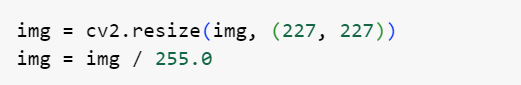 img = cv2.resize(img, (227, 227))
img = img / 255.0